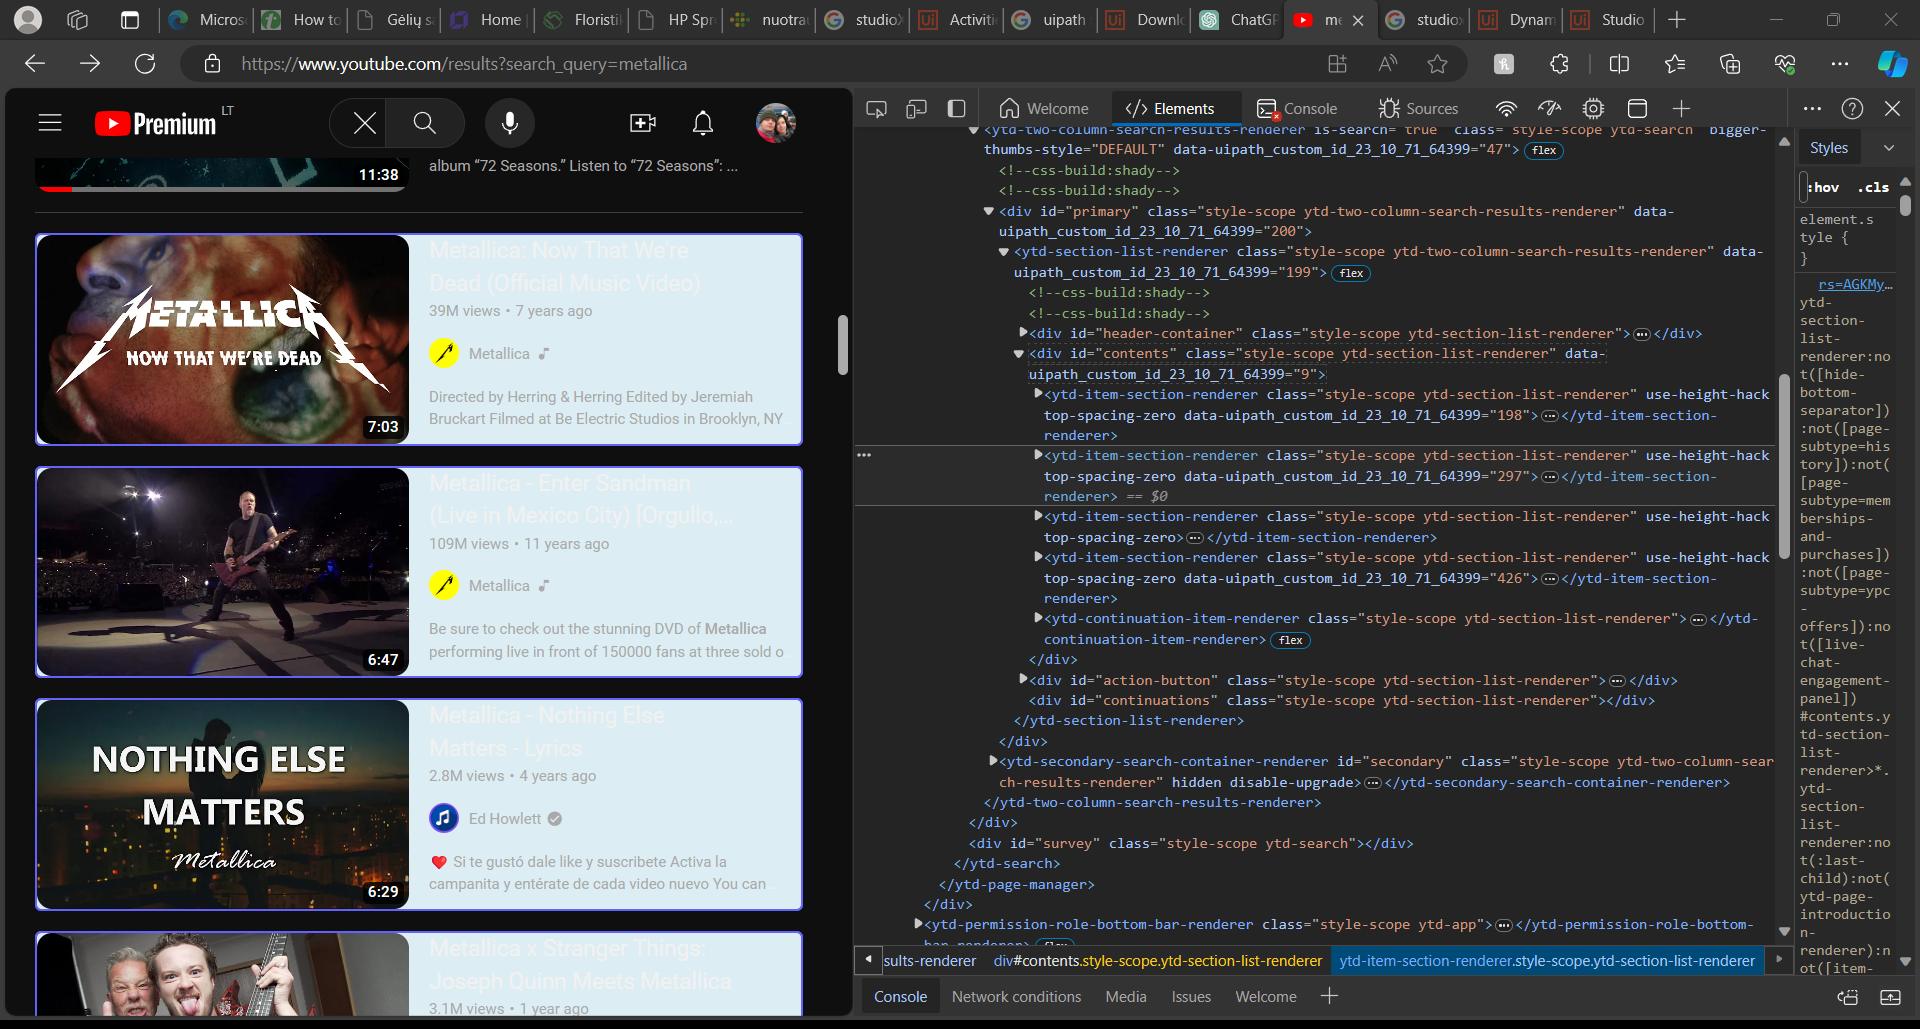 Micros
How to
Gėlių s
Home
Floristi
HP Spr
nuotra
studioX
Activiti
uipath
Downl
ChatGP
me
studiox
Dynam
Studio
https://www.youtube.com/results?search_query=metallica
Premium LT
11:38
album “72 Seasons.” Listen to “72 Seasons”: ...
METALLICA
NOW THAT WE'RE DEAD
7:03
Metallica: Now That We're
Dead (Official Music Video)
39M views • 7 years ago
Metallica
Directed by Herring & Herring Edited by Jeremiah
Bruckart Filmed at Be Electric Studios in Brooklyn, NY
6:47
Metallica - Enter Sandman
(Live in Mexico City) [Orgullo,...
109M views • 11 years ago
Metallica
Be sure to check out the stunning DVD of Metallica
performing live in front of 150000 fans at three sold o
NOTHING ELSE
MATTERS
Metallica
6:29
Metallica - Nothing Else
Matters - Lyrics
2.8M views • 4 years ago
Ed Howlett
Si te gustó dale like y suscribete Activa la
campanita y entérate de cada video nuevo You can
Metallica x Stranger Things:
Joseph Quinn Meets Metallica
3.1M views • 1 year ago
Welcome
Elements
Console
Sources
<ytd-two-column-search-results-renderer is-search="true" class="style-scope ytd-search" bigger-
thumbs-style="DEFAULT" data-uipath_custom_id_23_10_71_64399="47"> flex
<!--css-build:shady-->
<!--css-build:shady-->
<div id="primary" class="style-scope ytd-two-column-search-results-renderer" data-
uipath_custom_id_23_10_71_64399="200">
<ytd-section-list-renderer class="style-scope ytd-two-column-search-results-renderer" data-
uipath_custom_id_23_10_71_64399="199"> flex
<!--css-build:shady-->
<!--css-build:shady-->
<div id="header-container" class="style-scope ytd-section-list-renderer">…</div>
<div id="contents" class="style-scope ytd-section-list-renderer" data-
uipath_custom_id_23_10_71_64399="9">
<ytd-item-section-renderer class="style-scope ytd-section-list-renderer" use-height-hack
top-spacing-zero data-uipath_custom_id_23_10_71_64399="198">…</ytd-item-section-
renderer>
<ytd-item-section-renderer class="style-scope ytd-section-list-renderer" use-height-hack
top-spacing-zero data-uipath_custom_id_23_10_71_64399="297">…</ytd-item-section-
renderer> == $0
<ytd-item-section-renderer class="style-scope ytd-section-list-renderer" use-height-hack
top-spacing-zero>…</ytd-item-section-renderer>
<ytd-item-section-renderer class="style-scope ytd-section-list-renderer" use-height-hack
top-spacing-zero data-uipath_custom_id_23_10_71_64399="426">…</ytd-item-section-
renderer>
<ytd-continuation-item-renderer class="style-scope ytd-section-list-renderer">…</ytd-
continuation-item-renderer> flex
</div>
<div id="action-button" class="style-scope ytd-section-list-renderer">…</div>
<div id="continuations" class="style-scope ytd-section-list-renderer"></div>
</ytd-section-list-renderer>
</div>
<ytd-secondary-search-container-renderer id="secondary" class="style-scope ytd-two-column-sear
ch-results-renderer" hidden disable-upgrade>…</ytd-secondary-search-container-renderer>
</ytd-two-column-search-results-renderer>
</div>
<div id="survey" class="style-scope ytd-search"></div>
</ytd-search>
</ytd-page-manager>
</div>
<ytd-permission-role-bottom-bar-renderer class="style-scope ytd-app">…</ytd-permission-role-bottom-
bar-renderer> flex
sults-renderer div#contents.style-scope.ytd-section-list-renderer ytd-item-section-renderer.style-scope.ytd-section-list-renderer
Console
Network conditions
Media
Issues
Welcome
Styles
:hov .cls
element.s
tyle {
}
rs=AGKMy…
ytd-
section-
list-
renderer:no
t([hide-
bottom-
separator])
:not([page-
subtype=his
tory]):not(
[page-
subtype=mem
berships-
and-
purchases])
:not([page-
subtype=ypc
-
offers]):no
t([live-
chat-
engagement-
panel])
#contents.y
td-section-
list-
renderer>*.
ytd-
section-
list-
renderer:no
t(:last-
child):not(
ytd-page-
introductio
n-
renderer):n
ot([item-